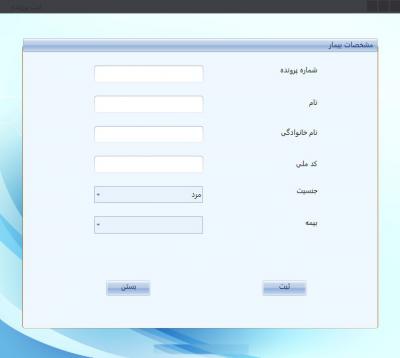 ثبت پرونده
مشخصات بیمار
شماره پرونده
نام
نام خانوادگی
کد ملی
جنسیت
مرد
بیمه
ثبت
بستن